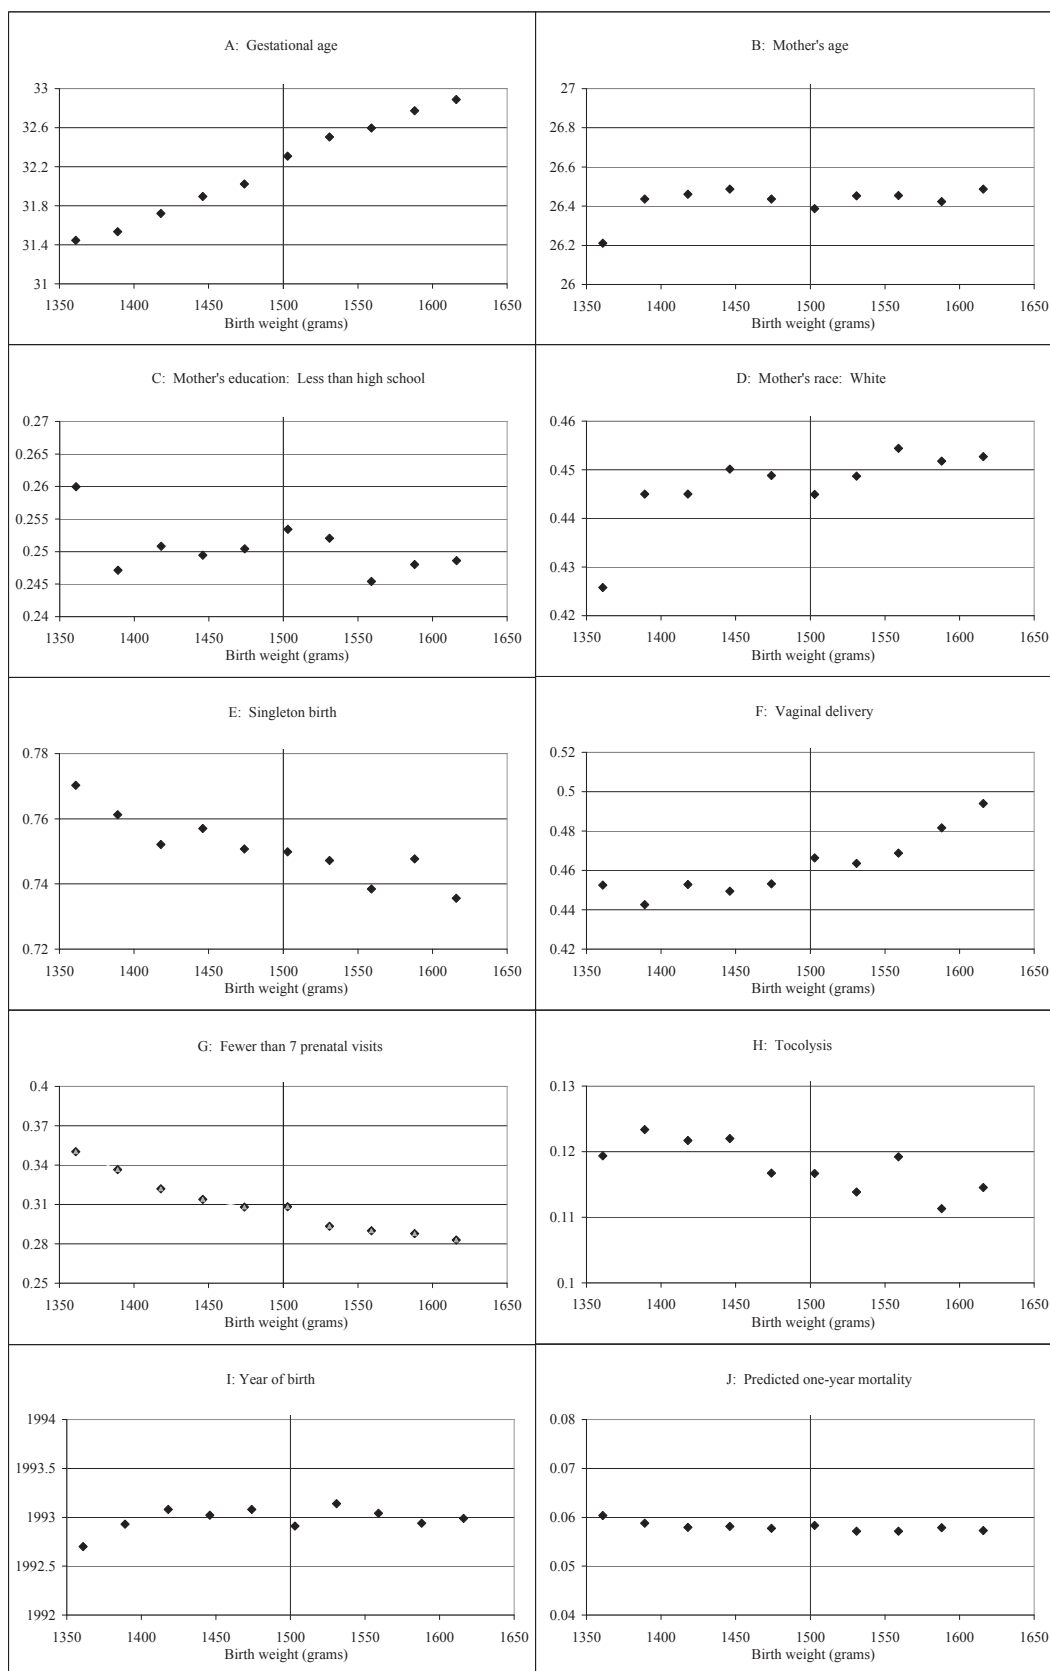 A: Gestational age
33
32.6
32.2
31.8
31.4
31
1350 1400 1450 1500 1550 1600 1650
Birth weight (grams)
B: Mother's age
27
26.8
26.6
26.4
26.2
26
1350 1400 1450 1500 1550 1600 1650
Birth weight (grams)
C: Mother's education: Less than high school
0.27
0.265
0.26
0.255
0.25
0.245
0.24
1350 1400 1450 1500 1550 1600 1650
Birth weight (grams)
D: Mother's race: White
0.46
0.45
0.44
0.43
0.42
1350 1400 1450 1500 1550 1600 1650
Birth weight (grams)
E: Singleton birth
0.78
0.76
0.74
0.72
1350 1400 1450 1500 1550 1600 1650
Birth weight (grams)
F: Vaginal delivery
0.52
0.5
0.48
0.46
0.44
0.42
1350 1400 1450 1500 1550 1600 1650
Birth weight (grams)
G: Fewer than 7 prenatal visits
0.4
0.37
0.34
0.31
0.28
0.25
1350 1400 1450 1500 1550 1600 1650
Birth weight (grams)
H: Tocolysis
0.13
0.12
0.11
0.1
1350 1400 1450 1500 1550 1600 1650
Birth weight (grams)
I: Year of birth
1994
1993.5
1993
1992.5
1992
1350 1400 1450 1500 1550 1600 1650
Birth weight (grams)
J: Predicted one-year mortality
0.08
0.07
0.06
0.05
0.04
1350 1400 1450 1500 1550 1600 1650
Birth weight (grams)